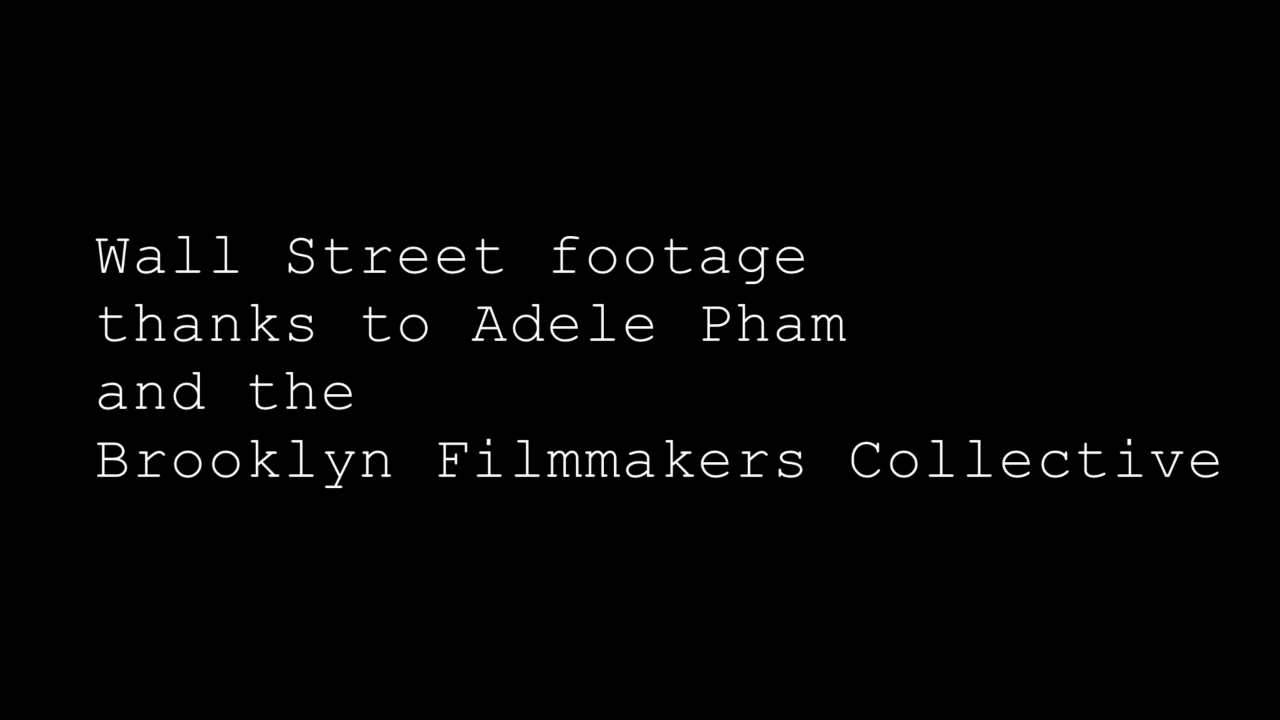 Wall Street footage
thanks to Adele Pham
and the
Brooklyn Filmmakers Collective